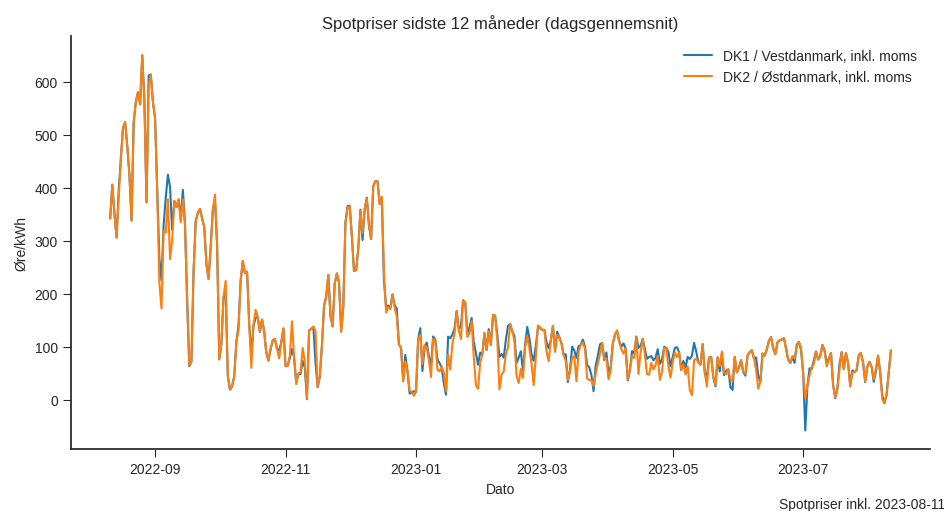 Spotpriser sidste 12 måneder (dagsgennemsnit)
DK1 / Vestdanmark, inkl. moms
DK2 / Østdanmark, inkl. moms
Øre/kWh
600
500
400
300
200
100
0
2022-09
2022-11
2023-01
2023-03
2023-05
2023-07
Dato
Spotpriser inkl. 2023-08-11